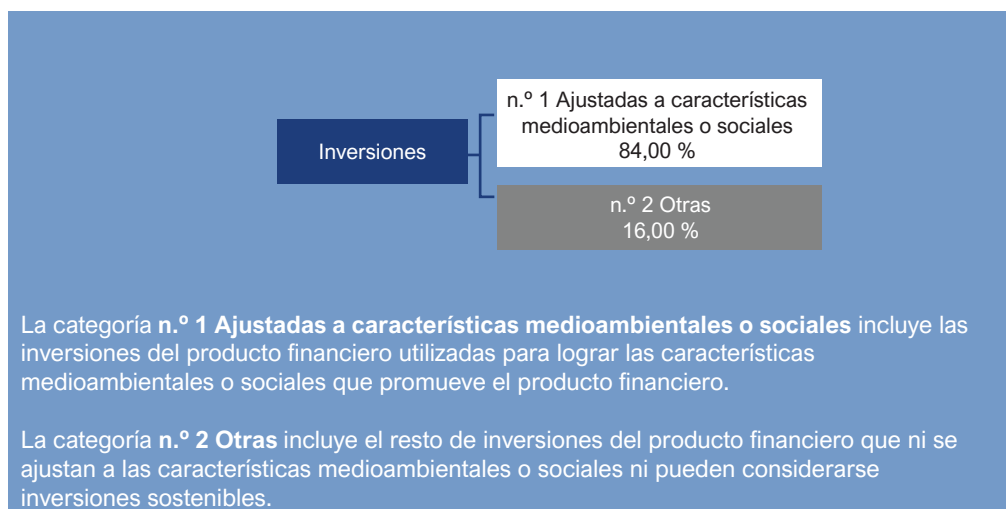 Inversiones
n.º 1 Ajustadas a características
medioambientales o sociales
84,00 %
n.º 2 Otras
16,00 %
La categoría n.º 1 Ajustadas a características medioambientales o sociales incluye las
inversiones del producto financiero utilizadas para lograr las características
medioambientales o sociales que promueve el producto financiero.
La categoría n.º 2 Otras incluye el resto de inversiones del producto financiero que ni se
ajustan a las características medioambientales o sociales ni pueden considerarse
inversiones sostenibles.